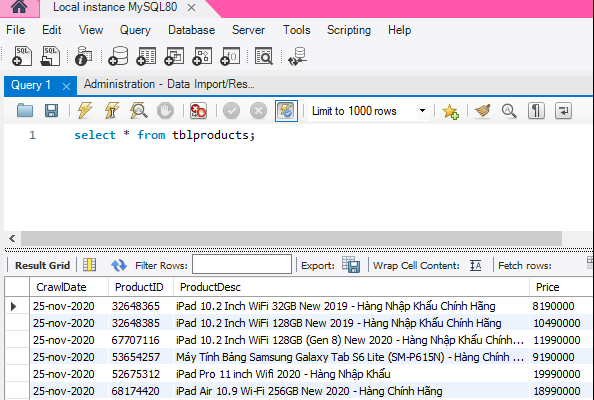 Local instance MySQL80
File Edit View Query Database Server Tools Scripting Help
Query 1 Administration - Data Import/Res...
Limit to 1000 rows
1 select * from tblproducts;
Result Grid Filter Rows: Export: Wrap Cell Content: Fetch rows:
CrawlDate ProductID ProductDesc Price
25-nov-2020 32648365 iPad 10.2 Inch WiFi 32GB New 2019 - Hàng Nhập Khẩu Chính Hãng 8190000
25-nov-2020 32648385 iPad 10.2 Inch WiFi 128GB New 2019 - Hàng Nhập Khẩu Chính Hãng 10490000
25-nov-2020 67707116 iPad 10.2 Inch WiFi 128GB (Gen 8) New 2020 - Hàng Nhập Khẩu Chính... 11990000
25-nov-2020 53654257 Máy Tính Bảng Samsung Galaxy Tab S6 Lite (SM-P615N) - Hàng Chính ... 9190000
25-nov-2020 52675312 iPad Pro 11 inch Wifi 2020 - Hàng Nhập Khẩu 19990000
25-nov-2020 68174420 iPad Air 10.9 Wi-Fi 256GB New 2020 - Hàng Chính Hãng 18990000